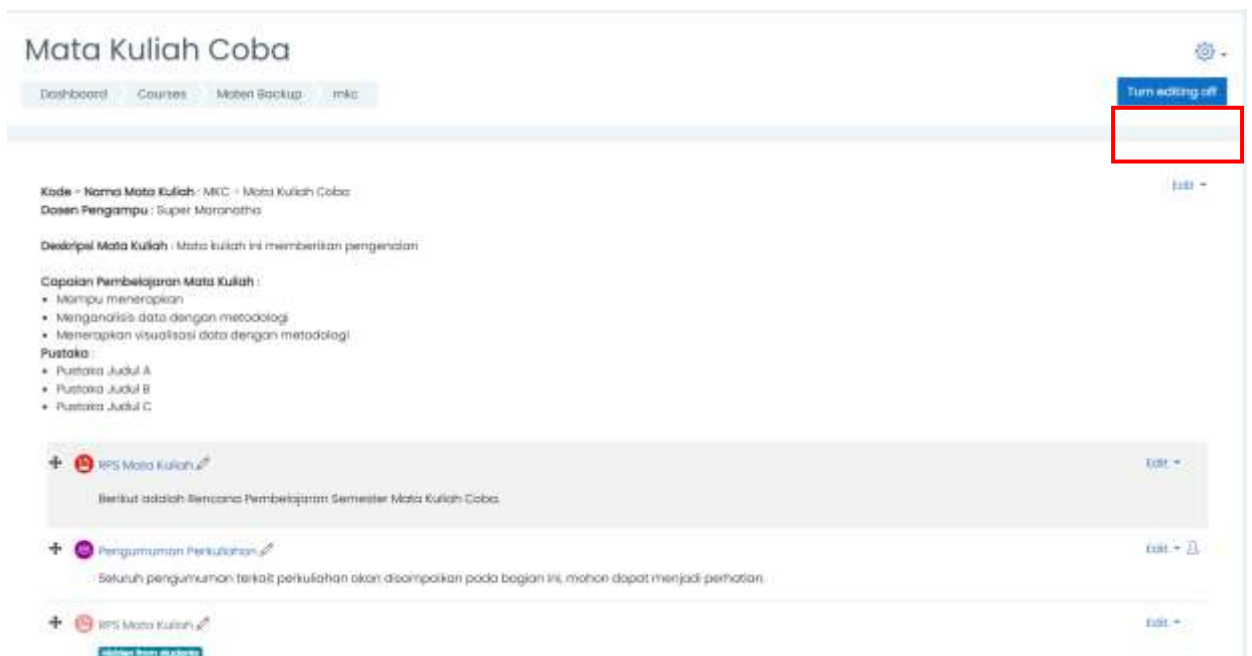 Mata Kuliah Coba
Dashboard Courses Materi Backup mkc
Turn editing off
Kode - Nama Mata Kuliah : MKC - Mata Kuliah Coba
Edit
Dosen Pengampu : Super Maranatha
Deskripsi Mata Kuliah : Mata kuliah ini memberikan pengenalan
Capaian Pembelajaran Mata Kuliah :
• Mampu menerapkan
• Menganalisis data dengan metodologi
• Menerapkan visualisasi data dengan metodologi
Pustaka :
• Pustaka Judul A
• Pustaka Judul B
• Pustaka Judul C
RPS Mata Kuliah Edit
Berikut adalah Rencana Pembelajaran Semester Mata Kuliah Coba.
Pengumuman Perkuliahan Edit
Seluruh pengumuman terkait perkuliahan akan disampaikan pada bagian ini, mohon dapat menjadi perhatian.
RPS Mata Kuliah Edit
Hidden from students